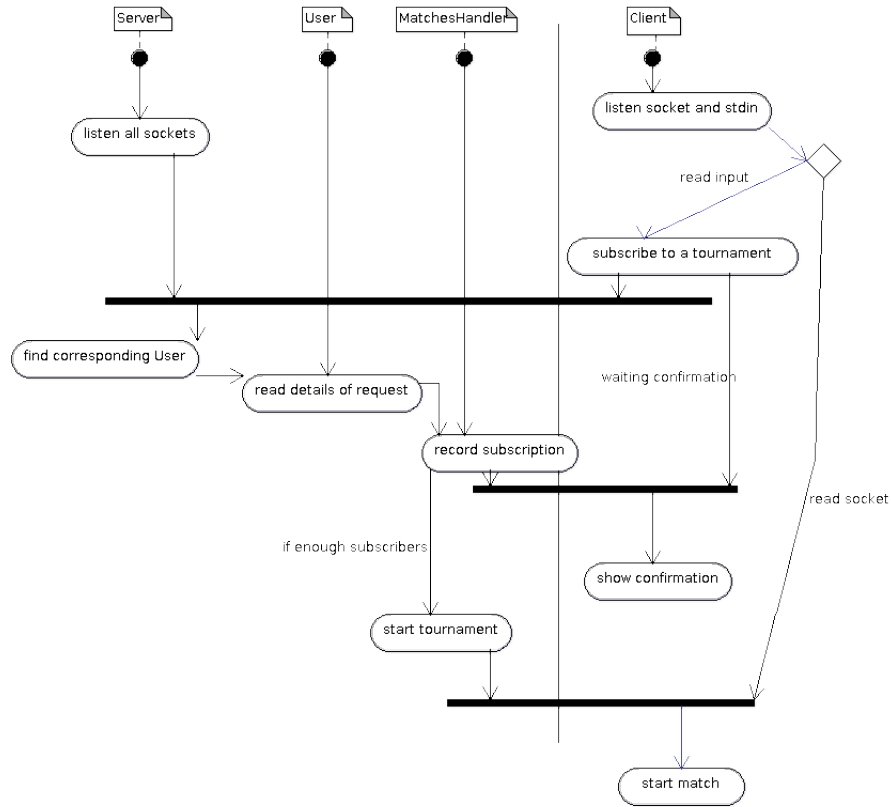 Server
User
MatchesHandler
Client
listen socket and stdin
listen all sockets
read input
subscribe to a tournament
find corresponding User
waiting confirmation
read details of request
record subscription
read socket
if enough subscribers
show confirmation
start tournament
start match